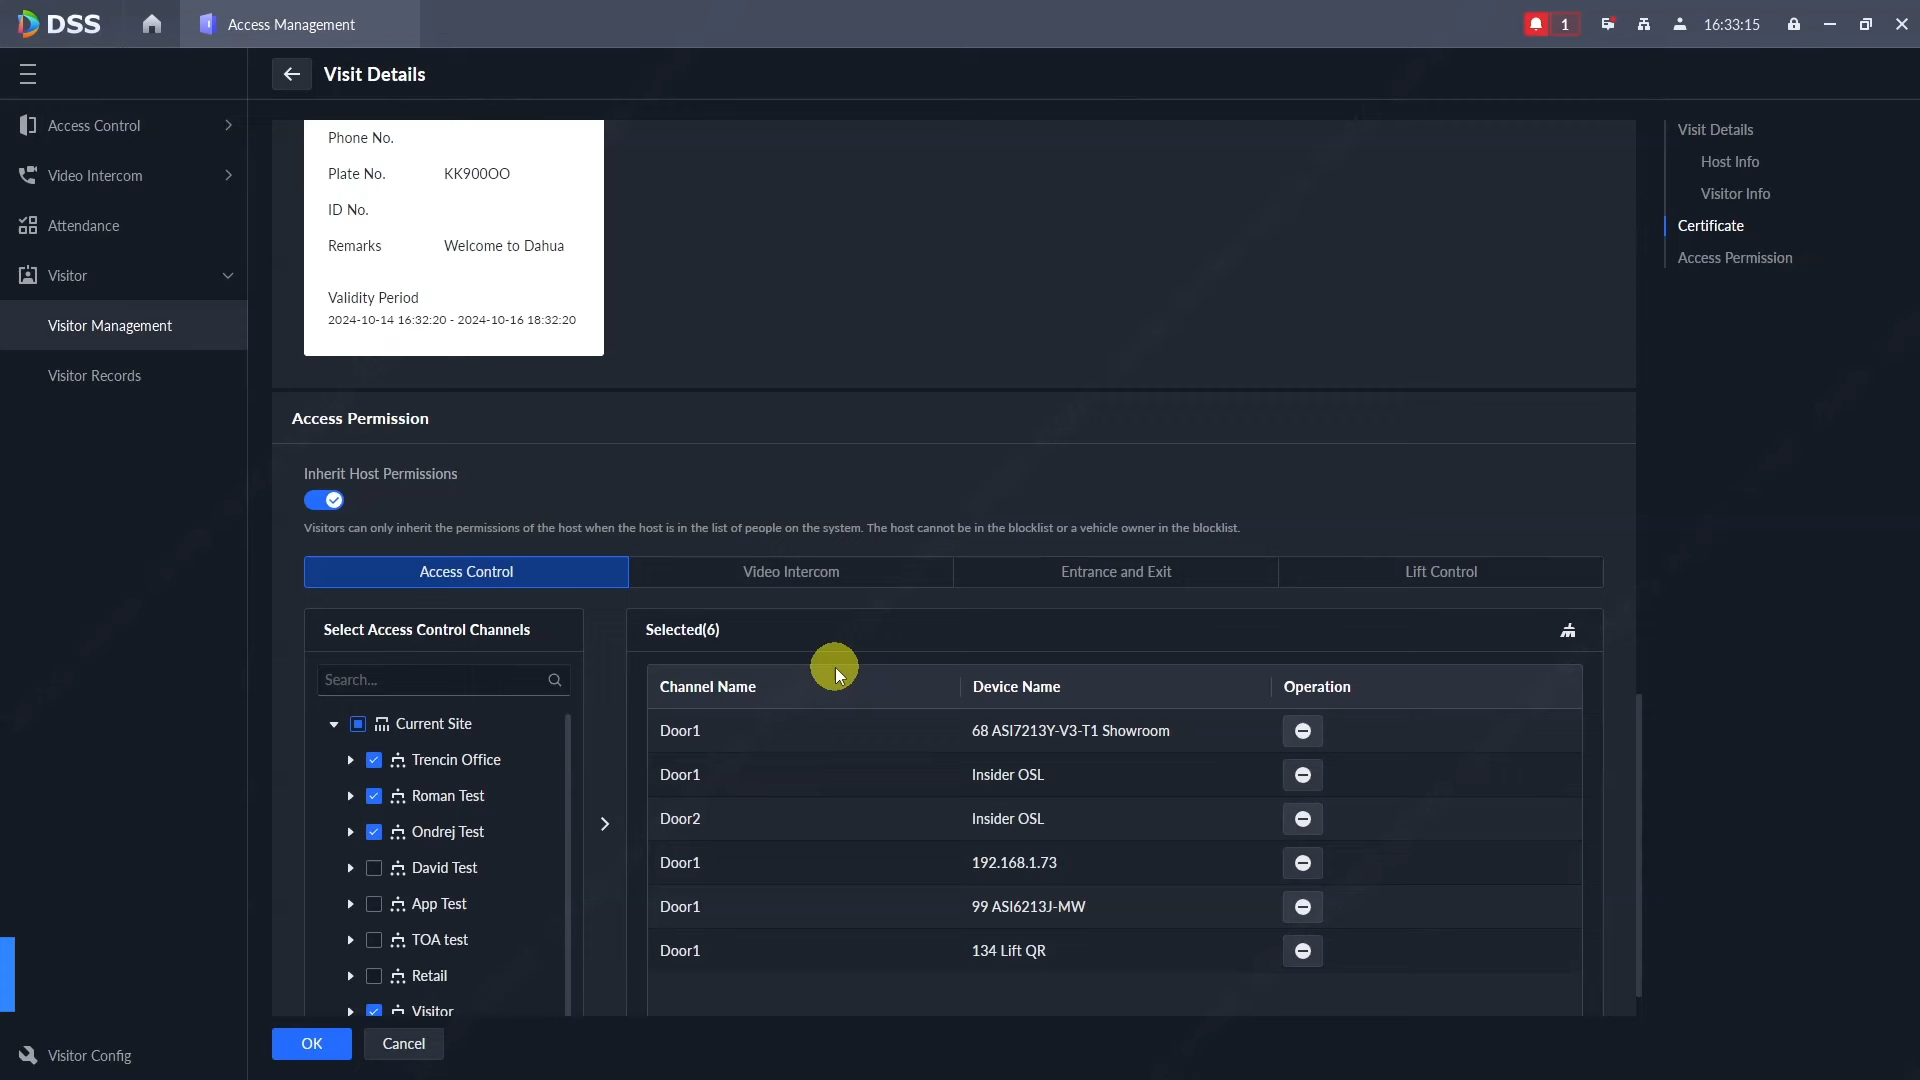 DSS
Access Management
1
16:33:15
Visit Details
Access Control
Video Intercom
Attendance
Visitor
Visitor Management
Visitor Records
Visitor Config
Phone No.
Plate No. KK900OO
ID No.
Remarks Welcome to Dahua
Validity Period
2024-10-14 16:32:20 - 2024-10-16 18:32:20
Access Permission
Inherit Host Permissions
Visitors can only inherit the permissions of the host when the host is in the list of people on the system. The host cannot be in the blocklist or a vehicle owner in the blocklist.
Access Control Video Intercom Entrance and Exit Lift Control
Select Access Control Channels
Search...
Current Site
Trencin Office
Roman Test
Ondrej Test
David Test
App Test
TOA test
Retail
Visitor
Selected(6)
Channel Name Device Name Operation
Door1 68 ASI7213Y-V3-T1 Showroom
Door1 Insider OSL
Door2 Insider OSL
Door1 192.168.1.73
Door1 99 ASI6213J-MW
Door1 134 Lift QR
OK Cancel
Visit Details
Host Info
Visitor Info
Certificate
Access Permission